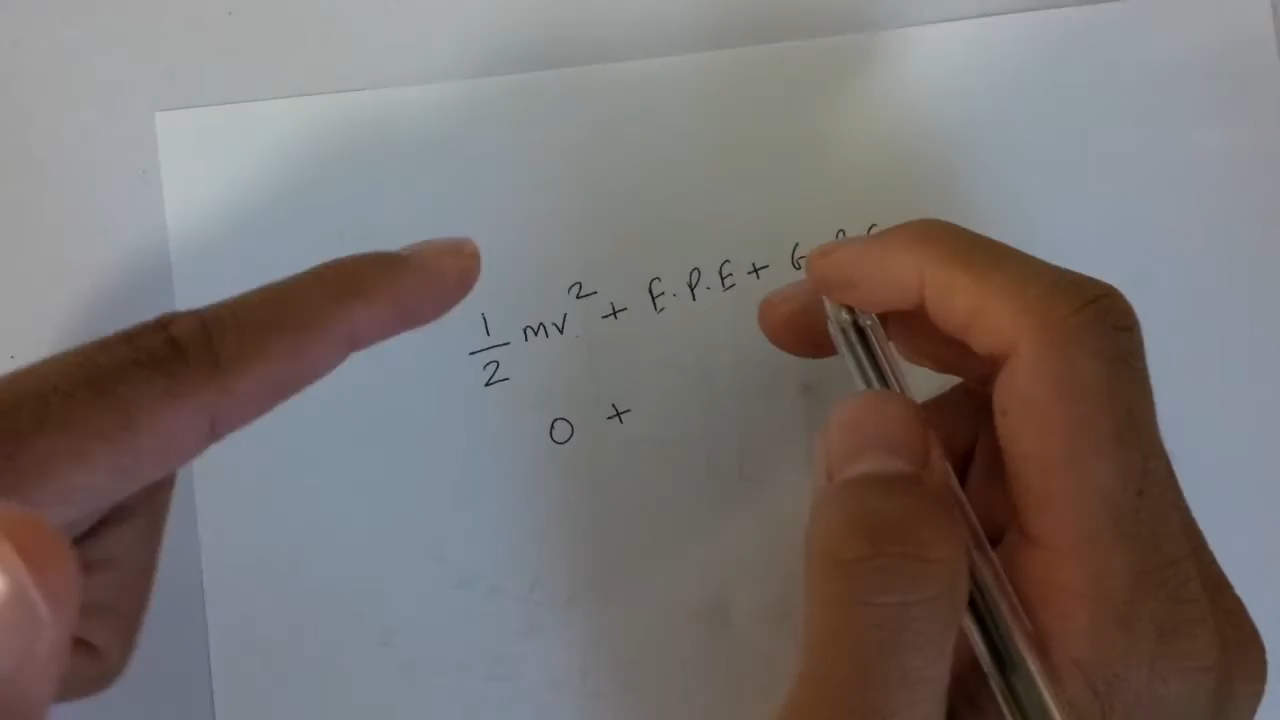 1/2 mv² + E.P.E +
0 +